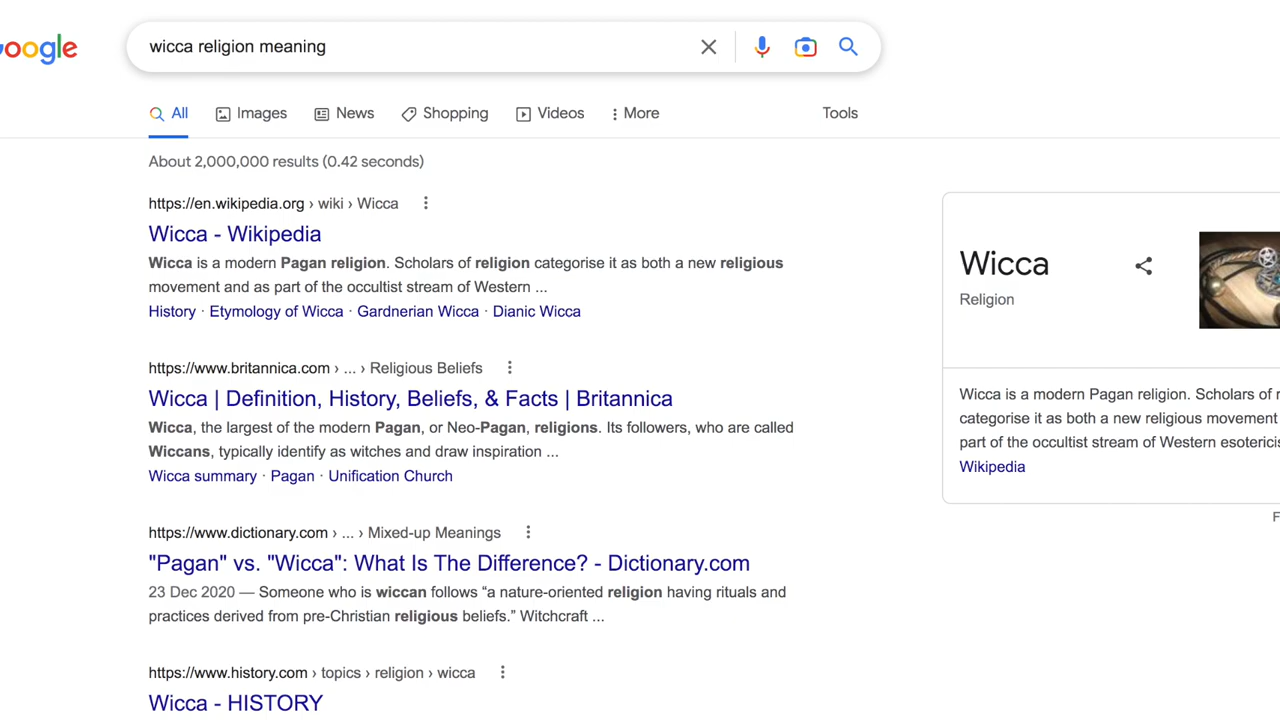 oogle
wicca religion meaning
All Images News Shopping Videos More Tools
About 2,000,000 results (0.42 seconds)
https://en.wikipedia.org › wiki › Wicca
Wicca - Wikipedia
Wicca is a modern Pagan religion. Scholars of religion categorise it as both a new religious
movement and as part of the occultist stream of Western ...
History · Etymology of Wicca · Gardnerian Wicca · Dianic Wicca
https://www.britannica.com › ... › Religious Beliefs
Wicca | Definition, History, Beliefs, & Facts | Britannica
Wicca, the largest of the modern Pagan, or Neo-Pagan, religions. Its followers, who are called
Wiccans, typically identify as witches and draw inspiration ...
Wicca summary · Pagan · Unification Church
https://www.dictionary.com › ... › Mixed-up Meanings
"Pagan" vs. "Wicca": What Is The Difference? - Dictionary.com
23 Dec 2020 — Someone who is wiccan follows “a nature-oriented religion having rituals and
practices derived from pre-Christian religious beliefs.” Witchcraft ...
https://www.history.com › topics › religion › wicca
Wicca - HISTORY
Wicca
Religion
Wicca is a modern Pagan religion. Scholars of
categorise it as both a new religious movement
part of the occultist stream of Western
Wikipedia